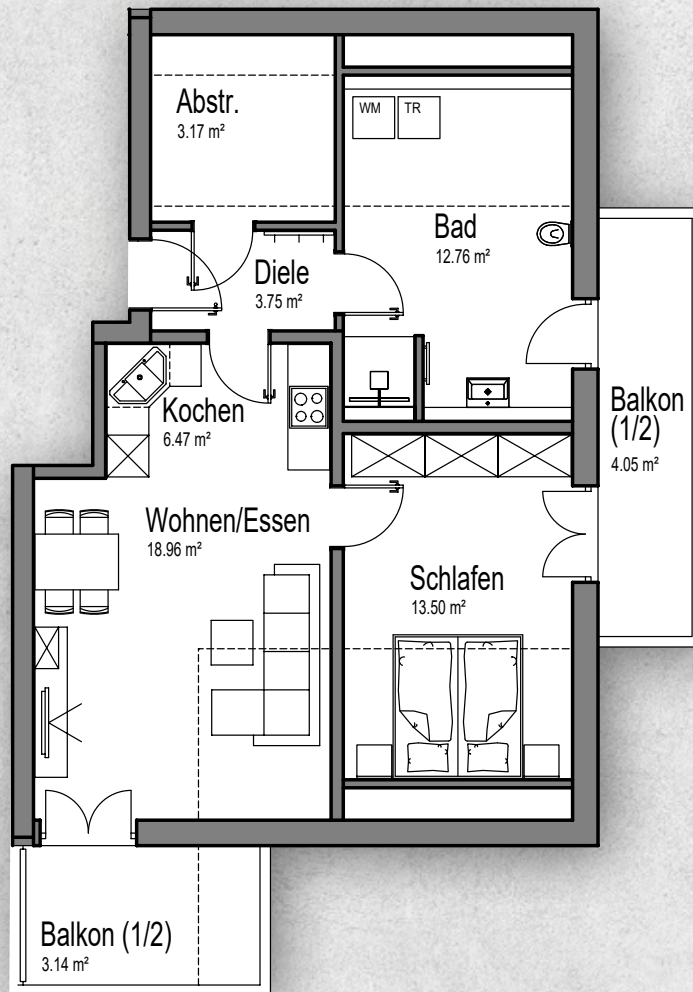 Abstr.
3.17 m²
WM
TR
Bad
12.76 m²
Diele
3.75 m²
Kochen
6.47 m²
Balkon
(1/2)
4.05 m²
Wohnen/Essen
18.96 m²
Schlafen
13.50 m²
Balkon (1/2)
3.14 m²